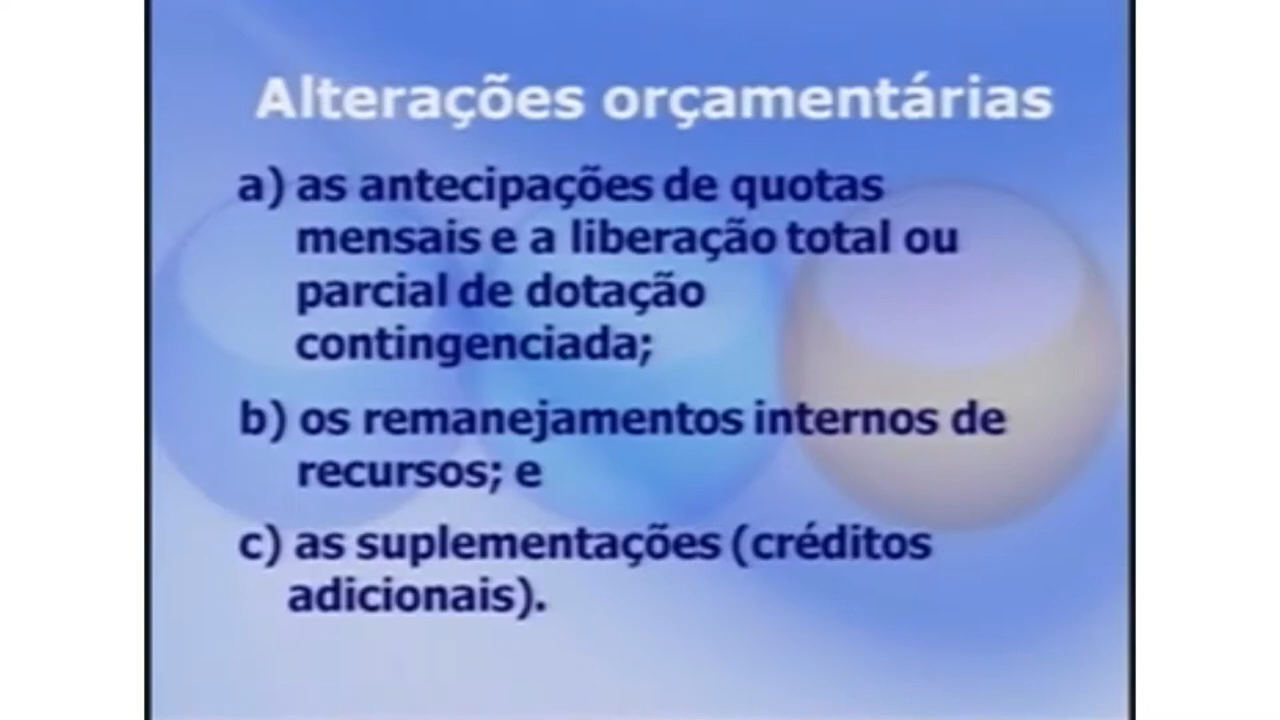 Alterações orçamentárias
a) as antecipações de quotas
mensais e a liberação total ou
parcial de dotação
contingenciada;
b) os remanejamentos internos de
recursos; e
c) as suplementações (créditos
adicionais).